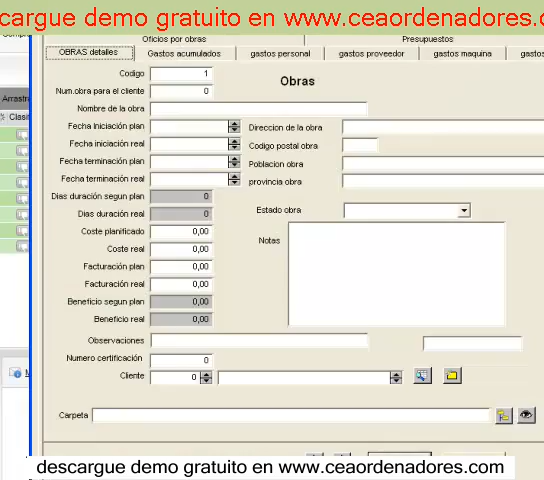 cargue demo gratuito en www.ceaordenadores.c
Compra
Oficios por obras Presupuestos
OBRAS detalles Gastos acumulados gastos personal gastos proveedor gastos maquina gastos
Codigo 1
Obras
Num.obra para el cliente 0
Arrastre
Nombre de la obra
Clasif
Fecha Iniciación plan Direccion de la obra
Fecha iniciación real Codigo postal obra
Fecha terminación plan Poblacion obra
Fecha terminación real provincia obra
Dias duración segun plan 0
Dias duración real 0 Estado obra
Coste planificado 0,00 Notas
Coste real 0,00
Facturación plan 0,00
Facturación real 0,00
Beneficio segun plan 0,00
Beneficio real 0,00
Observaciones
Numero certificación 0
Cliente 0
Carpeta
descargue demo gratuito en www.ceaordenadores.com